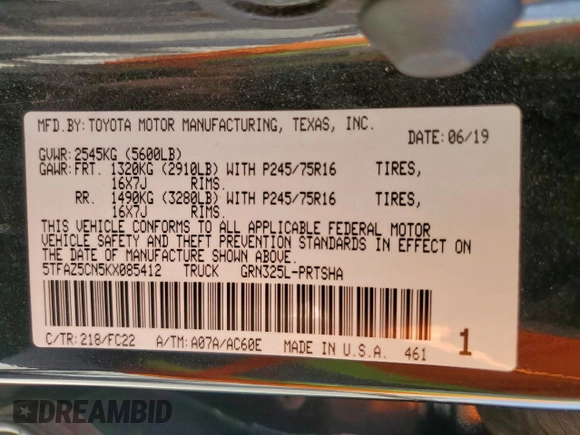 MFD.BY: TOYOTA MOTOR MANUFACTURING, TEXAS, INC.
DATE: 06/19
GVWR: 2545KG (5600LB)
GAWR: FRT. 1320KG (2910LB) WITH P245/75R16 TIRES,
16X7J RIMS.
RR. 1490KG (3280LB) WITH P245/75R16 TIRES,
16X7J RIMS.
THIS VEHICLE CONFORMS TO ALL APPLICABLE FEDERAL MOTOR
VEHICLE SAFETY AND THEFT PREVENTION STANDARDS IN EFFECT ON
THE DATE OF MANUFACTURE SHOWN ABOVE.
5TFAZ5CN5KX085412 TRUCK GRN325L-PRTSHA
C/TR: 218/FC22 A/TM: A07A/AC60E MADE IN U.S.A. 461 1
DREAMBID